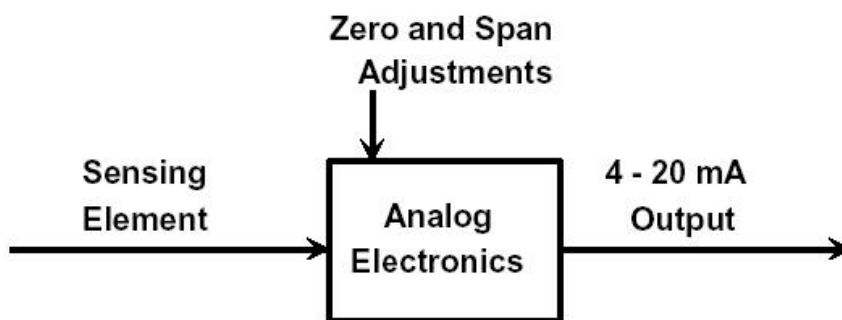 Zero and Span
Adjustments
Sensing
Element
Analog
Electronics
4 - 20 mA
Output